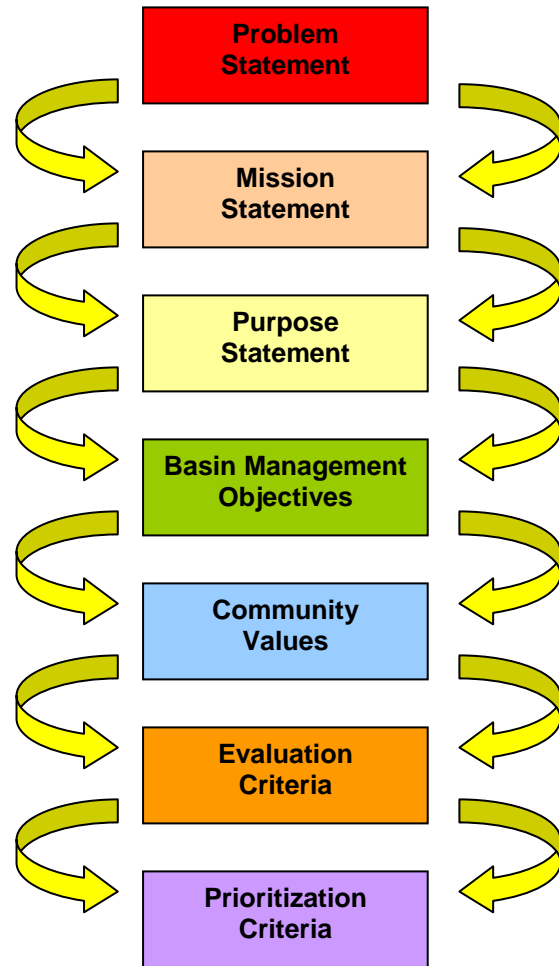 Problem
Statement
Mission
Statement
Purpose
Statement
Basin Management
Objectives
Community
Values
Evaluation
Criteria
Prioritization
Criteria